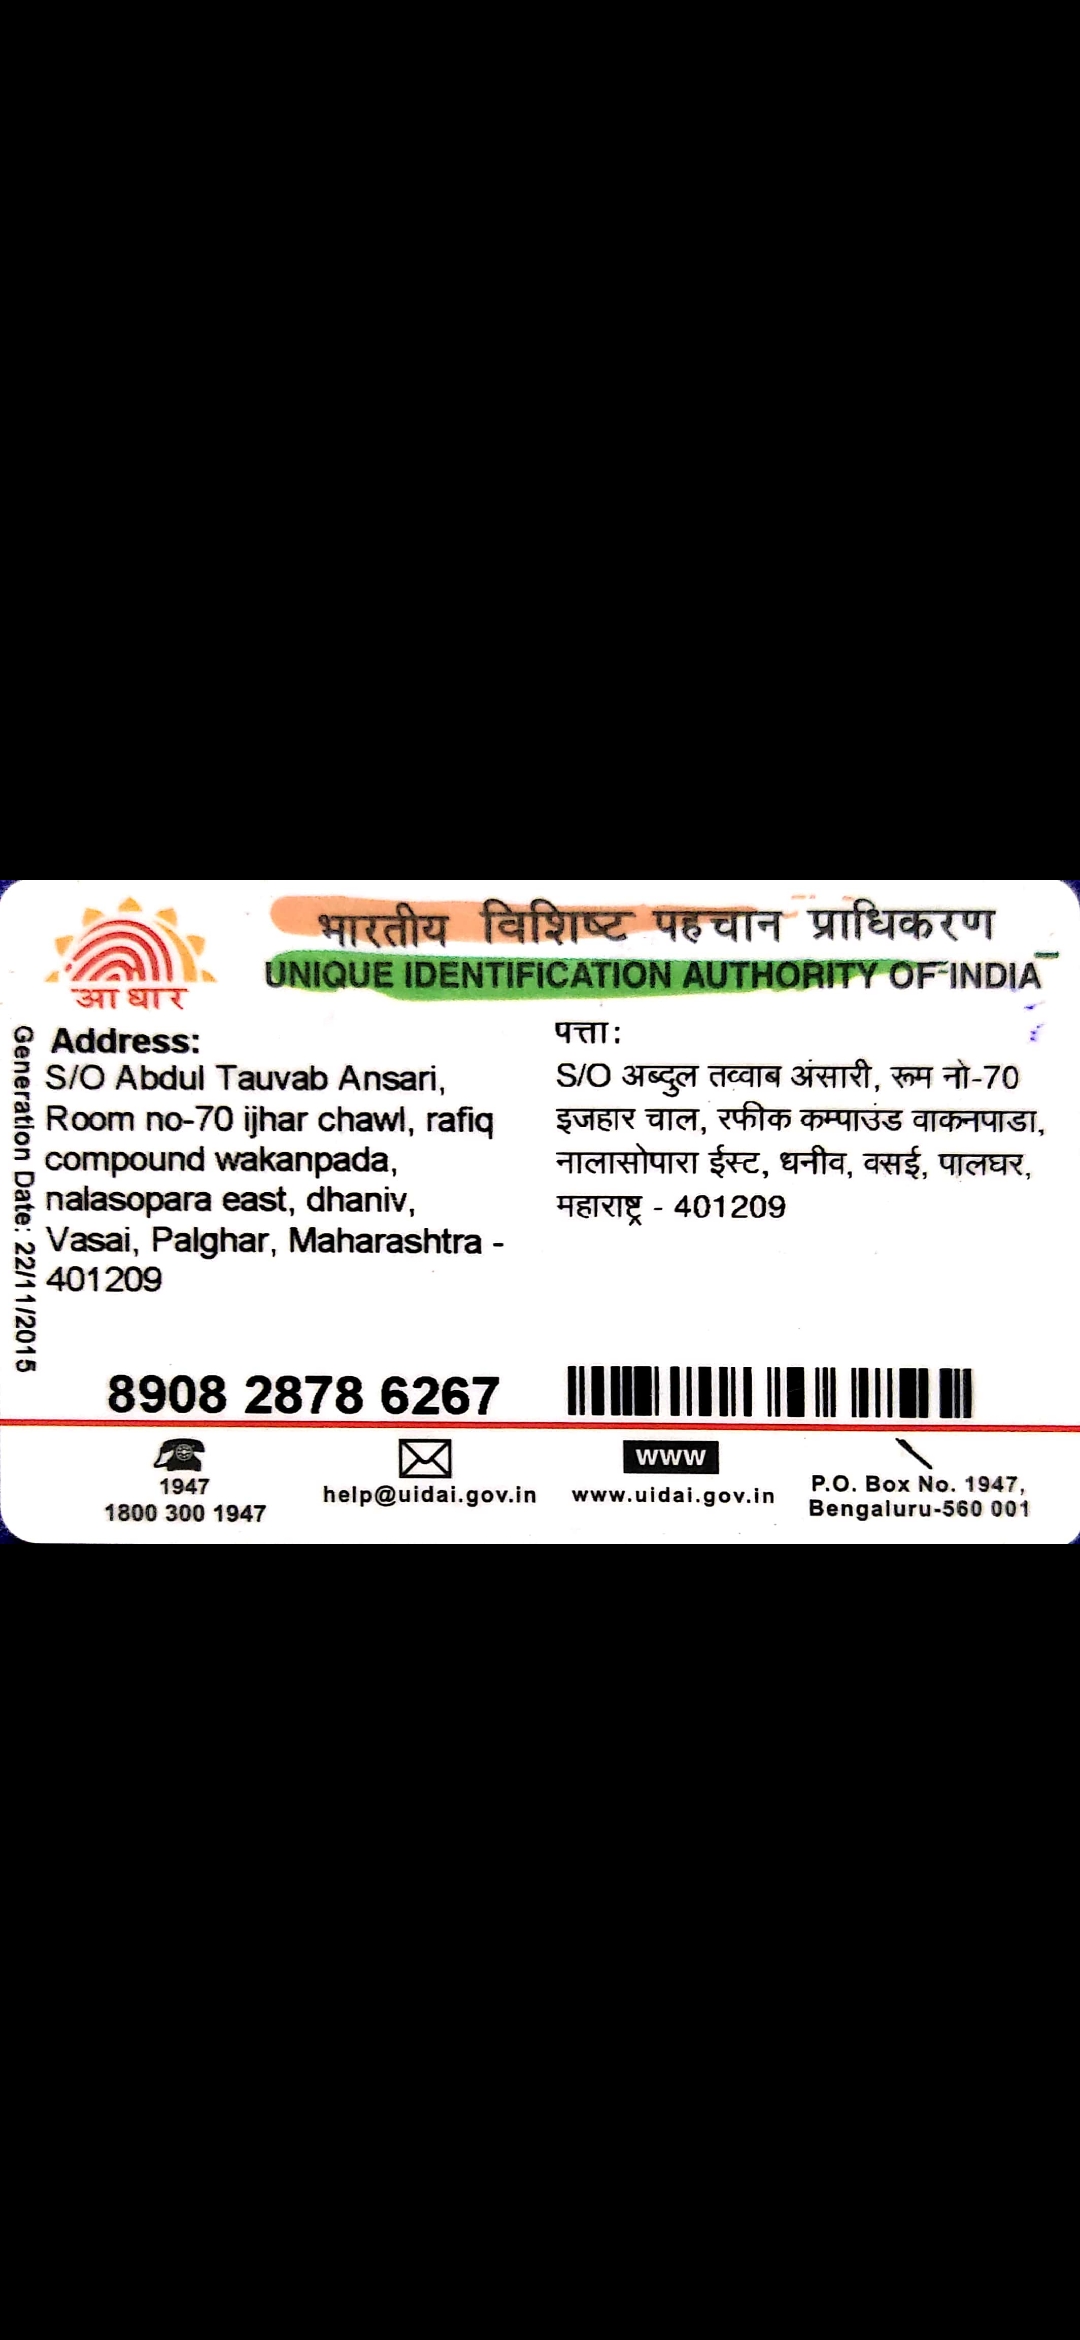 भारतीय विशिष्ट पहचान प्राधिकरण
UNIQUE IDENTIFICATION AUTHORITY OF INDIA
आधार
Generation Date: 22/11/2015
Address:
S/O Abdul Tauvab Ansari,
Room no-70 ijhar chawl, rafiq
compound wakanpada,
nalasopara east, dhaniv,
Vasai, Palghar, Maharashtra -
401209
पत्ता:
S/O अब्दुल तव्वाब अंसारी, रूम नो-70
इजहार चाल, रफीक कम्पाउंड वाकनपाडा,
नालासोपारा ईस्ट, धनीव, वसई, पालघर,
महाराष्ट्र - 401209
8908 2878 6267
1947
1800 300 1947
help@uidai.gov.in
www
www.uidai.gov.in
P.O. Box No. 1947,
Bengaluru-560 001